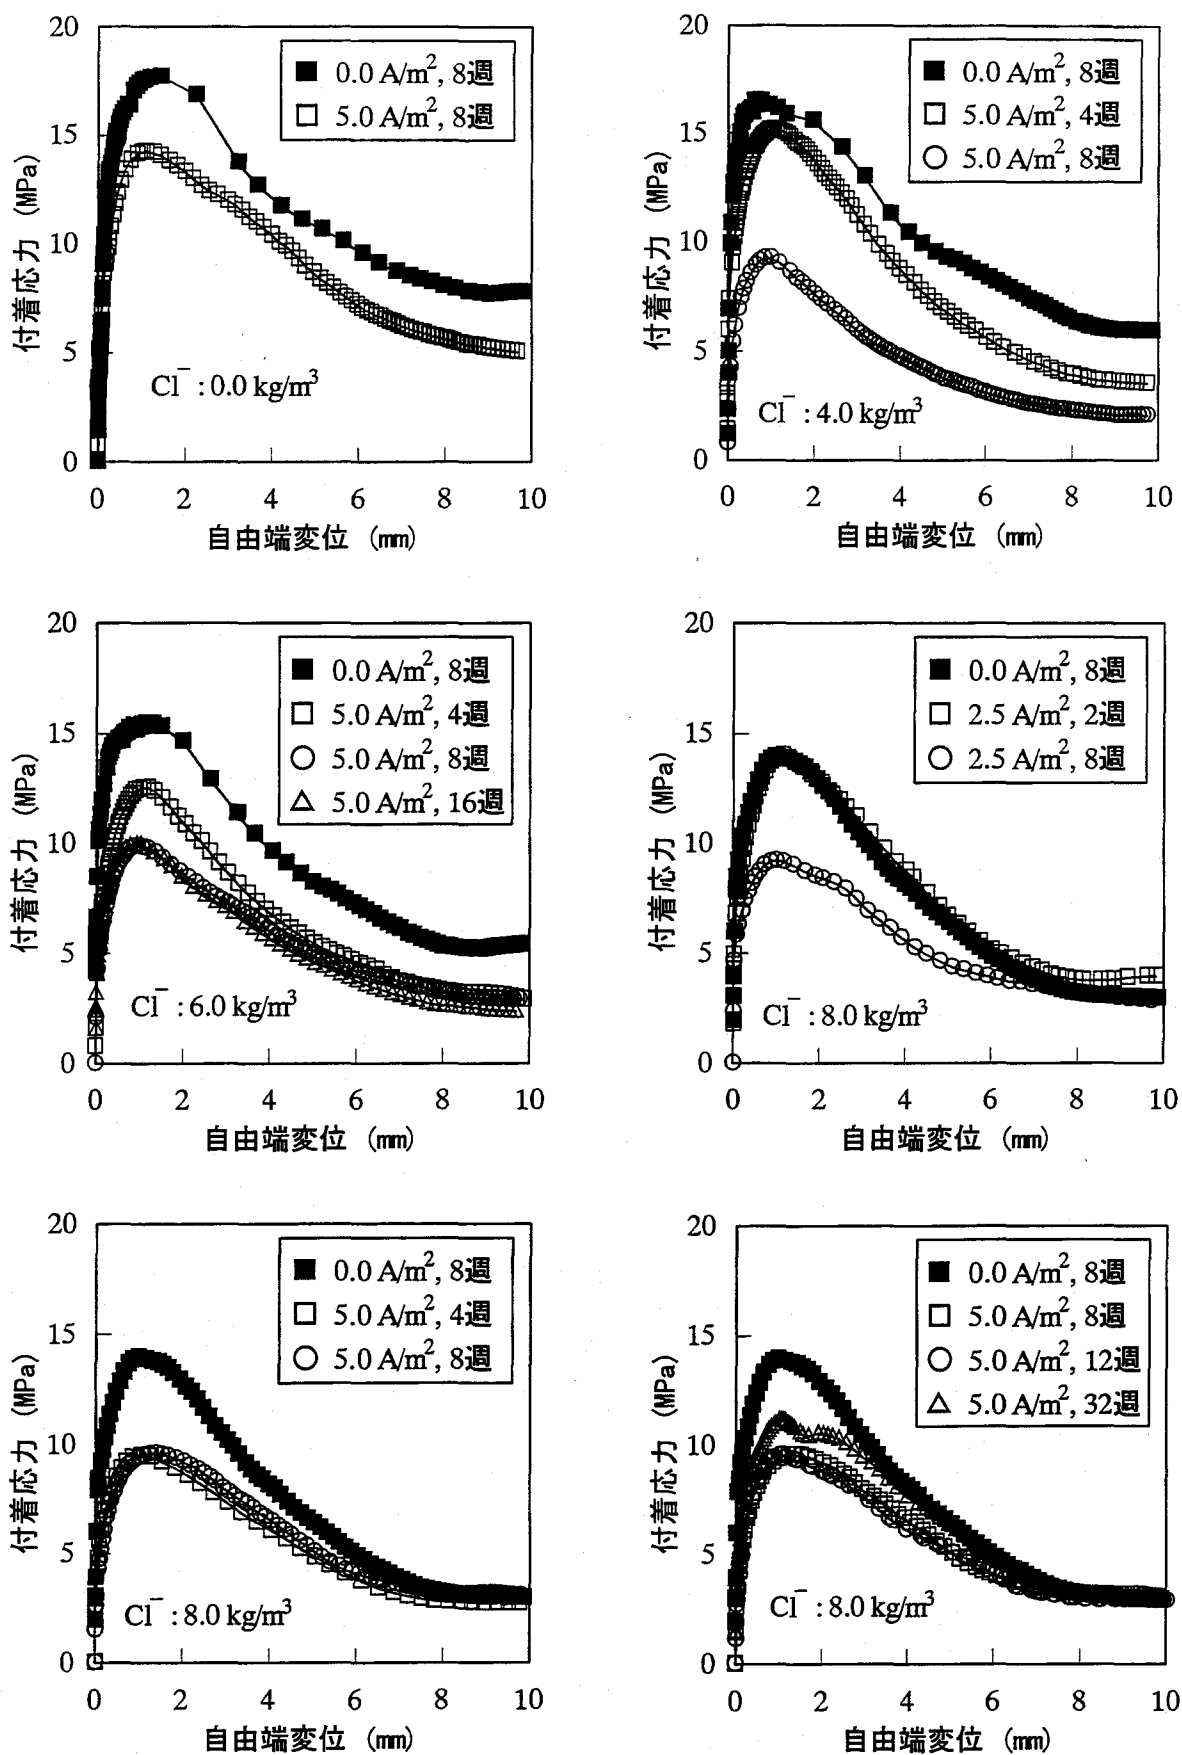 20
15
10
5
0
付着応力 (MPa)
0.0 A/m², 8週
5.0 A/m², 8週
Cl⁻ : 0.0 kg/m³
0 2 4 6 8 10
自由端変位 (mm)
20
15
10
5
0
付着応力 (MPa)
0.0 A/m², 8週
5.0 A/m², 4週
5.0 A/m², 8週
Cl⁻ : 4.0 kg/m³
0 2 4 6 8 10
自由端変位 (mm)
20
15
10
5
0
付着応力 (MPa)
0.0 A/m², 8週
5.0 A/m², 4週
5.0 A/m², 8週
5.0 A/m², 16週
Cl⁻ : 6.0 kg/m³
0 2 4 6 8 10
自由端変位 (mm)
20
15
10
5
0
付着応力 (MPa)
0.0 A/m², 8週
2.5 A/m², 2週
2.5 A/m², 8週
Cl⁻ : 8.0 kg/m³
0 2 4 6 8 10
自由端変位 (mm)
20
15
10
5
0
付着応力 (MPa)
0.0 A/m², 8週
5.0 A/m², 4週
5.0 A/m², 8週
Cl⁻ : 8.0 kg/m³
0 2 4 6 8 10
自由端変位 (mm)
20
15
10
5
0
付着応力 (MPa)
0.0 A/m², 8週
5.0 A/m², 8週
5.0 A/m², 12週
5.0 A/m², 32週
Cl⁻ : 8.0 kg/m³
0 2 4 6 8 10
自由端変位 (mm)